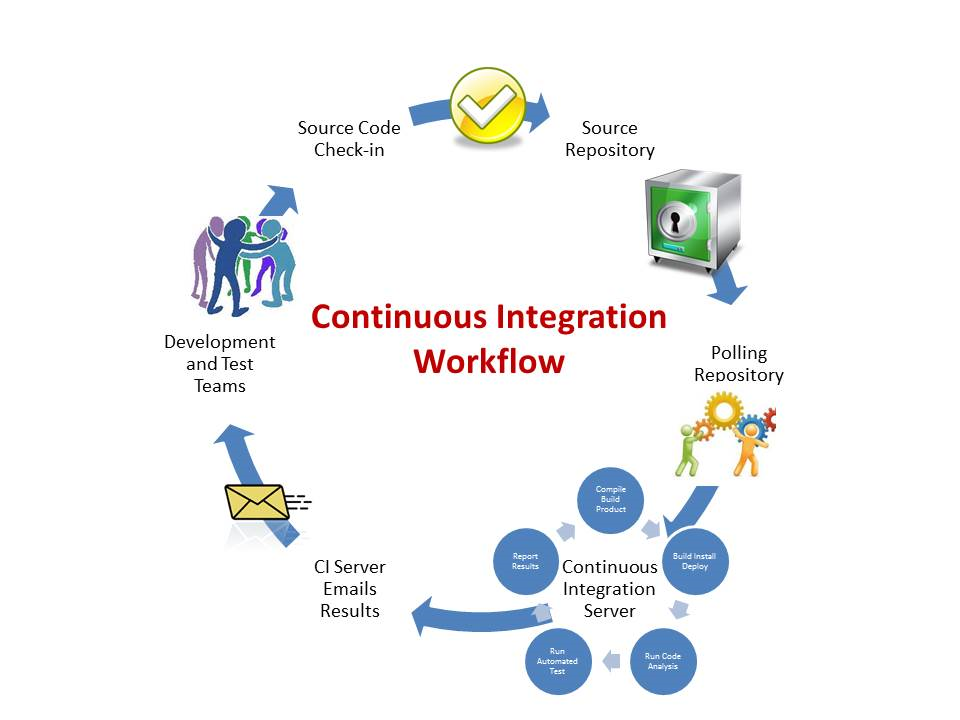 Source Code
Check-in
Source
Repository
Continuous Integration
Workflow
Development
and Test
Teams
Polling
Repository
Compile
Build
Product
Build Install
Deploy
Run Code
Analysis
Run
Automated
Test
Report
Results
Continuous
Integration
Server
CI Server
Emails
Results